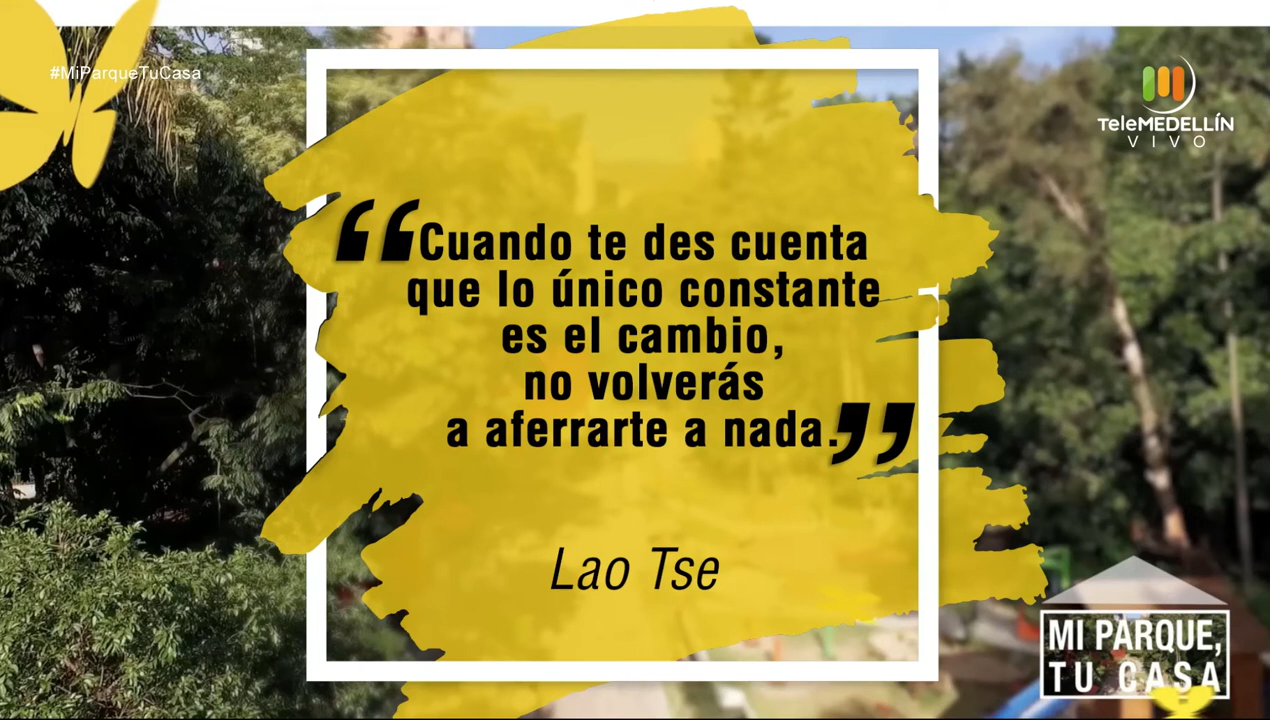 #MiParqueTuCasa
TeleMEDELLÍN
VIVO
“Cuando te des cuenta
que lo único constante
es el cambio,
no volverás
a aferrarte a nada.”
Lao Tse
MI PARQUE,
TU CASA